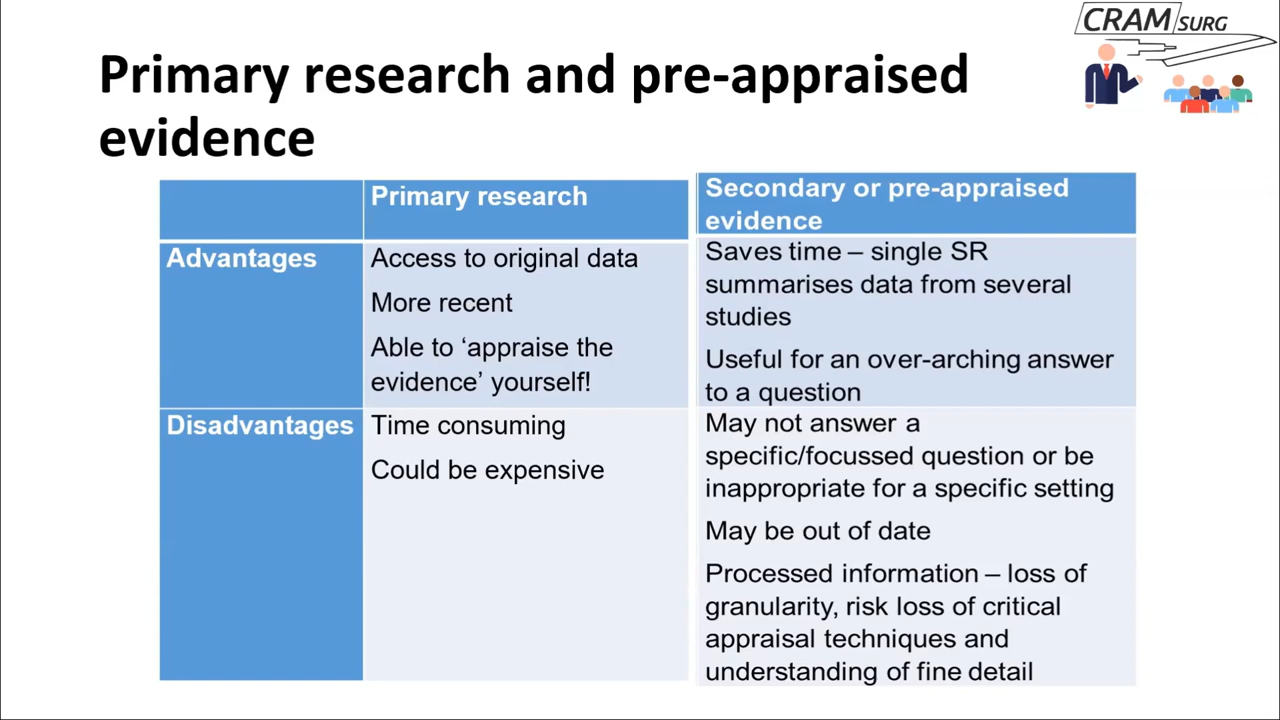 CRAM SURG
Primary research and pre-appraised
evidence
Primary research
Secondary or pre-appraised
evidence
Advantages
Access to original data
More recent
Able to ‘appraise the
evidence’ yourself!
Saves time – single SR
summarises data from several
studies
Useful for an over-arching answer
to a question
Disadvantages
Time consuming
Could be expensive
May not answer a
specific/focussed question or be
inappropriate for a specific setting
May be out of date
Processed information – loss of
granularity, risk loss of critical
appraisal techniques and
understanding of fine detail